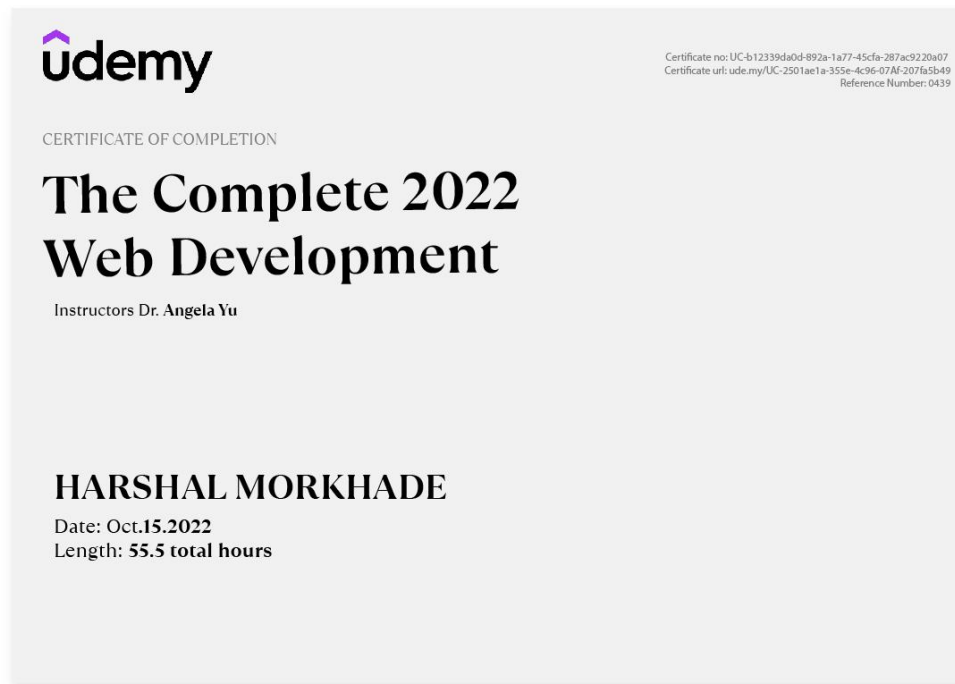 udemy
Certificate no: UC-b12339da0d-892a-1a77-45cfa-287ac9220a07
Certificate url: ude.my/UC-2501ae1a-355e-4c96-07Af-207fa5b49
Reference Number: 0439
CERTIFICATE OF COMPLETION
The Complete 2022
Web Development
Instructors Dr. Angela Yu
HARSHAL MORKHADE
Date: Oct.15.2022
Length: 55.5 total hours